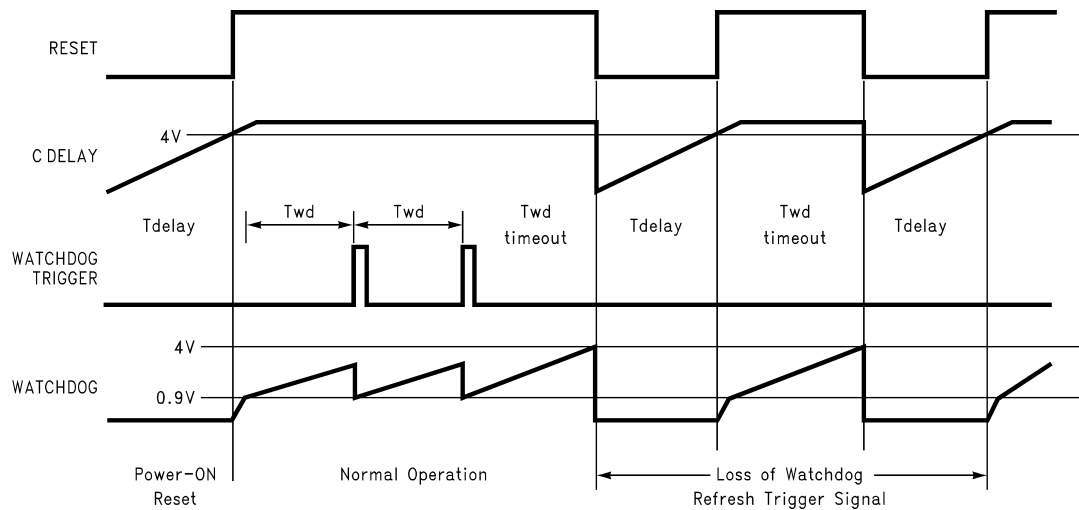 RESET
4V
C DELAY
Tdelay
Twd
Twd
Twd
timeout
Tdelay
Twd
timeout
Tdelay
WATCHDOG
TRIGGER
4V
WATCHDOG
0.9V
Power-ON
Reset
Normal Operation
Loss of Watchdog
Refresh Trigger Signal